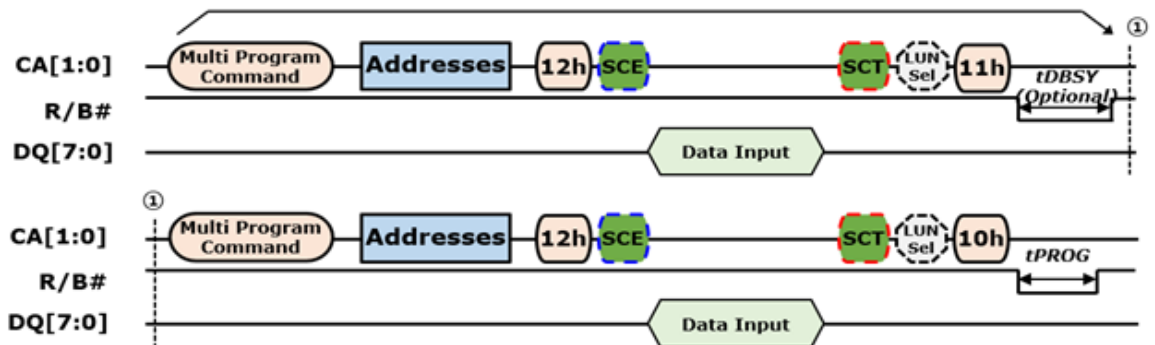 ①
CA[1:0] Multi Program Command Addresses 12h SCE SCT LUN Sel 11h tDBSY (Optional)
R/B#
DQ[7:0] Data Input
①
CA[1:0] Multi Program Command Addresses 12h SCE SCT LUN Sel 10h
R/B# tPROG
DQ[7:0] Data Input